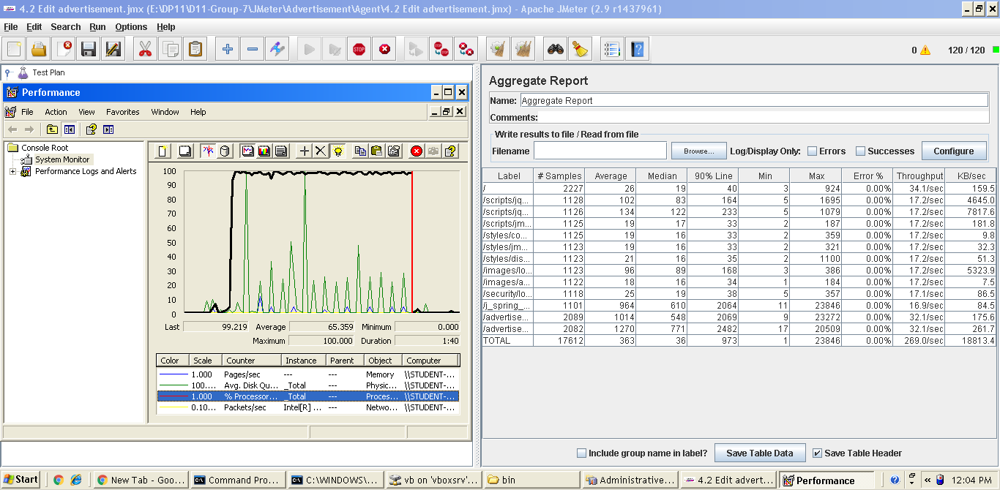 4.2 Edit advertisement.jmx (E:\DP11\D11-Group-7\JMeter\Advertisement\Agent\4.2 Edit advertisement.jmx) - Apache JMeter (2.9 r1437961)
File Edit Search Run Options Help
0 120 / 120
Test Plan
Performance
File Action View Favorites Window Help
Console Root
System Monitor
Performance Logs and Alerts
100
90
80
70
60
50
40
30
20
10
0
Last 99.219 Average 65.359 Minimum 0.000
Maximum 100.000 Duration 1:40
Color Scale Counter Instance Parent Object Computer
1.000 Pages/sec --- --- Memory \\STUDENT-...
100.... Avg. Disk Qu... _Total --- Physic... \\STUDENT-...
1.000 % Processor... _Total --- Proces... \\STUDENT-...
0.10... Packets/sec Intel[R] ... --- Netwo... \\STUDENT-...
Aggregate Report
Name: Aggregate Report
Comments:
Write results to file / Read from file
Filename Browse... Log/Display Only: Errors Successes Configure
Label # Samples Average Median 90% Line Min Max Error % Throughput KB/sec
/ 2227 26 19 40 3 924 0.00% 34.1/sec 159.5
/scripts/jq... 1128 102 83 164 5 1695 0.00% 17.2/sec 4645.0
/scripts/jq... 1126 134 122 233 5 1079 0.00% 17.2/sec 7817.6
/scripts/jm... 1125 19 17 33 2 187 0.00% 17.2/sec 181.8
/styles/co... 1125 19 16 33 2 359 0.00% 17.2/sec 9.8
/styles/jm... 1123 19 16 33 2 321 0.00% 17.2/sec 32.3
/styles/dis... 1123 21 16 35 2 1100 0.00% 17.2/sec 51.3
/images/lo... 1123 96 89 168 3 386 0.00% 17.2/sec 5323.9
/images/a... 1122 18 16 34 1 184 0.00% 17.2/sec 7.5
/security/lo... 1118 25 19 38 5 357 0.00% 17.1/sec 86.5
/j_spring_... 1101 964 610 2064 11 23846 0.00% 16.9/sec 84.5
/advertise... 2089 1014 548 2069 9 23272 0.00% 32.1/sec 175.6
/advertise... 2082 1270 771 2482 17 20509 0.00% 32.1/sec 261.7
TOTAL 17612 363 36 973 1 23846 0.00% 269.0/sec 18813.4
Include group name in label? Save Table Data Save Table Header
Start New Tab - Goo... Command Pro... C:\WINDOWS\... vb on 'vboxsrv'... bin Administrative... 4.2 Edit advert... Performance 12:04 PM